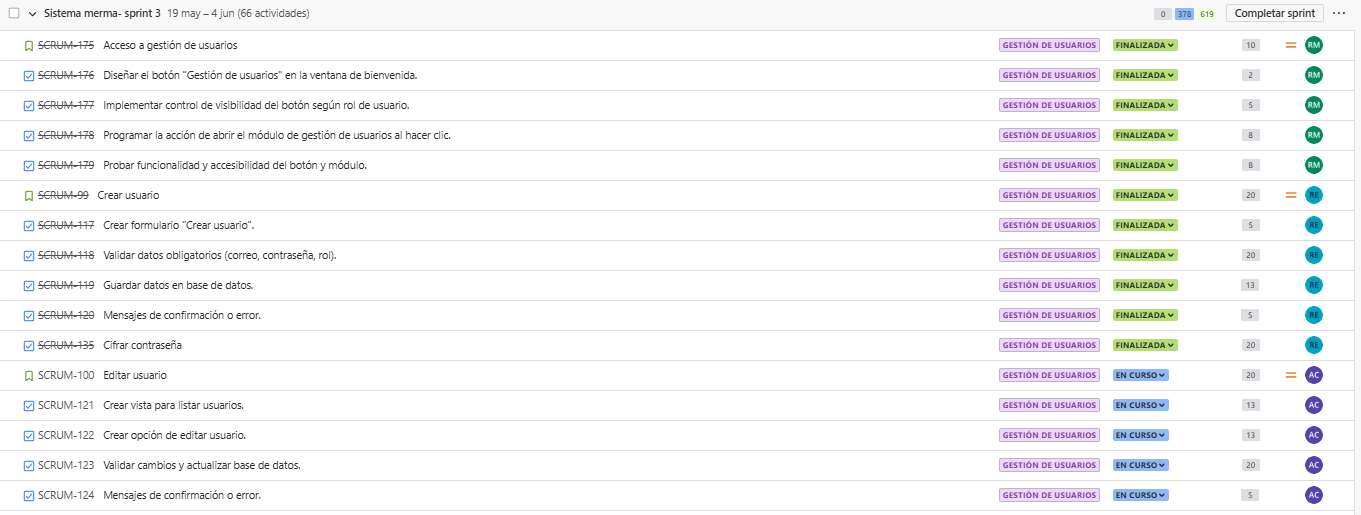 Sistema merma- sprint 3 19 may – 4 jun (66 actividades) 0 378 619 Completar sprint ···
SCRUM-175 Acceso a gestión de usuarios GESTIÓN DE USUARIOS FINALIZADA 10 RM
SCRUM-176 Diseñar el botón "Gestión de usuarios" en la ventana de bienvenida. GESTIÓN DE USUARIOS FINALIZADA 2 RM
SCRUM-177 Implementar control de visibilidad del botón según rol de usuario. GESTIÓN DE USUARIOS FINALIZADA 5 RM
SCRUM-178 Programar la acción de abrir el módulo de gestión de usuarios al hacer clic. GESTIÓN DE USUARIOS FINALIZADA 8 RM
SCRUM-179 Probar funcionalidad y accesibilidad del botón y módulo. GESTIÓN DE USUARIOS FINALIZADA 8 RM
SCRUM-99 Crear usuario GESTIÓN DE USUARIOS FINALIZADA 20 RE
SCRUM-117 Crear formulario "Crear usuario". GESTIÓN DE USUARIOS FINALIZADA 5 RE
SCRUM-118 Validar datos obligatorios (correo, contraseña, rol). GESTIÓN DE USUARIOS FINALIZADA 20 RE
SCRUM-119 Guardar datos en base de datos. GESTIÓN DE USUARIOS FINALIZADA 13 RE
SCRUM-120 Mensajes de confirmación o error. GESTIÓN DE USUARIOS FINALIZADA 5 RE
SCRUM-135 Cifrar contraseña GESTIÓN DE USUARIOS FINALIZADA 20 RE
SCRUM-100 Editar usuario GESTIÓN DE USUARIOS EN CURSO 20 AC
SCRUM-121 Crear vista para listar usuarios. GESTIÓN DE USUARIOS EN CURSO 13 AC
SCRUM-122 Crear opción de editar usuario. GESTIÓN DE USUARIOS EN CURSO 13 AC
SCRUM-123 Validar cambios y actualizar base de datos. GESTIÓN DE USUARIOS EN CURSO 20 AC
SCRUM-124 Mensajes de confirmación o error. GESTIÓN DE USUARIOS EN CURSO 5 AC